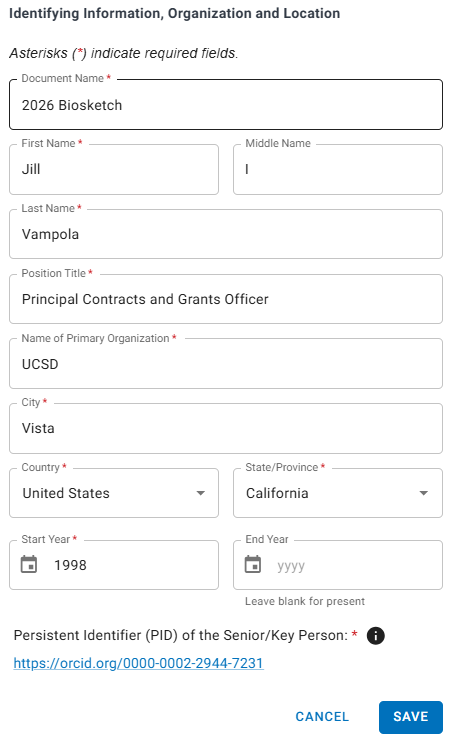 Identifying Information, Organization and Location
Asterisks (*) indicate required fields.
Document Name *
2026 Biosketch
First Name *
Middle Name
Jill
I
Last Name *
Vampola
Position Title *
Principal Contracts and Grants Officer
Name of Primary Organization *
UCSD
City *
Vista
Country *
State/Province *
United States
California
Start Year *
End Year
1998
yyyy
Leave blank for present
Persistent Identifier (PID) of the Senior/Key Person: *
https://orcid.org/0000-0002-2944-7231
CANCEL
SAVE